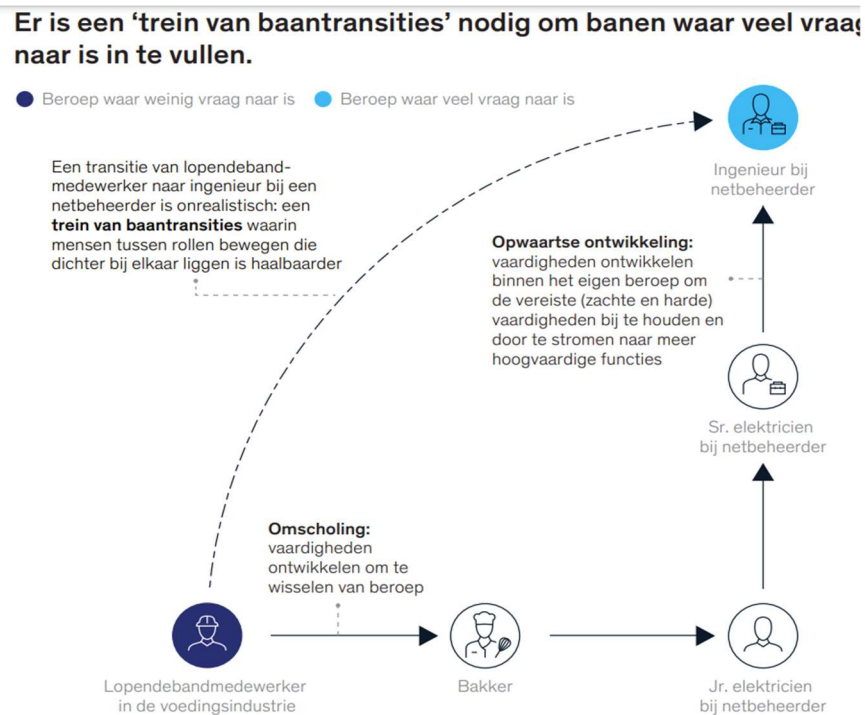 Er is een ‘trein van baantransities’ nodig om banen waar veel
naar is in te vullen.
Beroep waar weinig vraag naar is
Beroep waar veel vraag naar is
Een transitie van lopendeband-
medewerker naar ingenieur bij een
netbeheerder is onrealistisch: een
trein van baantransities waarin
mensen tussen rollen bewegen die
dichter bij elkaar liggen is haalbaarder
Ingenieur bij
netbeheerder
Opwaartse ontwikkeling:
vaardigheden ontwikkelen
binnen het eigen beroep om
de vereiste (zachte en harde)
vaardigheden bij te houden en
door te stromen naar meer
hoogvaardige functies
Sr. elektricien
bij netbeheerder
Omscholing:
vaardigheden
ontwikkelen om te
wisselen van beroep
Lopendebandmedewerker
in de voedingsindustrie
Bakker
Jr. elektricien
bij netbeheerder